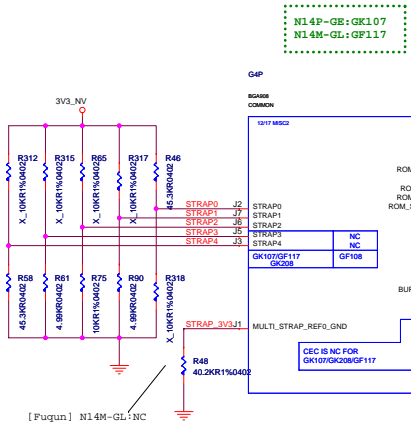 N14P-GE:GK107
N14M-GL:GF117
G4P
BGA908
COMMON
12/17 MISC2
3V3_NV
R312
X_10KR1%0402
R315
X_10KR1%0402
R65
X_10KR1%0402
R317
X_10KR1%0402
R46
45.3KR0402
STRAP0 J2 STRAP0
STRAP1 J7 STRAP1
STRAP2 J6 STRAP2
STRAP3 J5 STRAP3 NC
STRAP4 J3 STRAP4 NC
GK107/GF117 GF108
GK208
R58
45.3KR0402
R61
4.99KR0402
R75
10KR1%0402
R90
4.99KR0402
R318
X_10KR1%0402
STRAP_3V3 J1 MULTI_STRAP_REF0_GND
R48
40.2KR1%0402
CEC IS NC FOR
GK107/GK208/GF117
[Fuqun] N14M-GL:NC